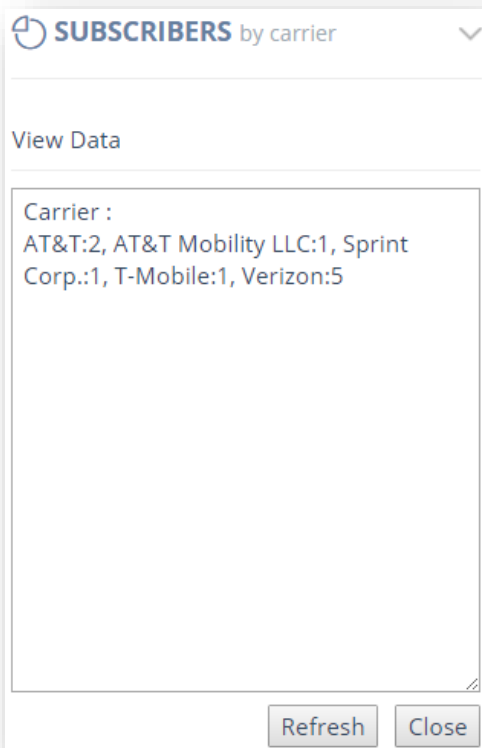 SUBSCRIBERS by carrier
View Data
Carrier :
AT&T:2, AT&T Mobility LLC:1, Sprint
Corp.:1, T-Mobile:1, Verizon:5
Refresh Close